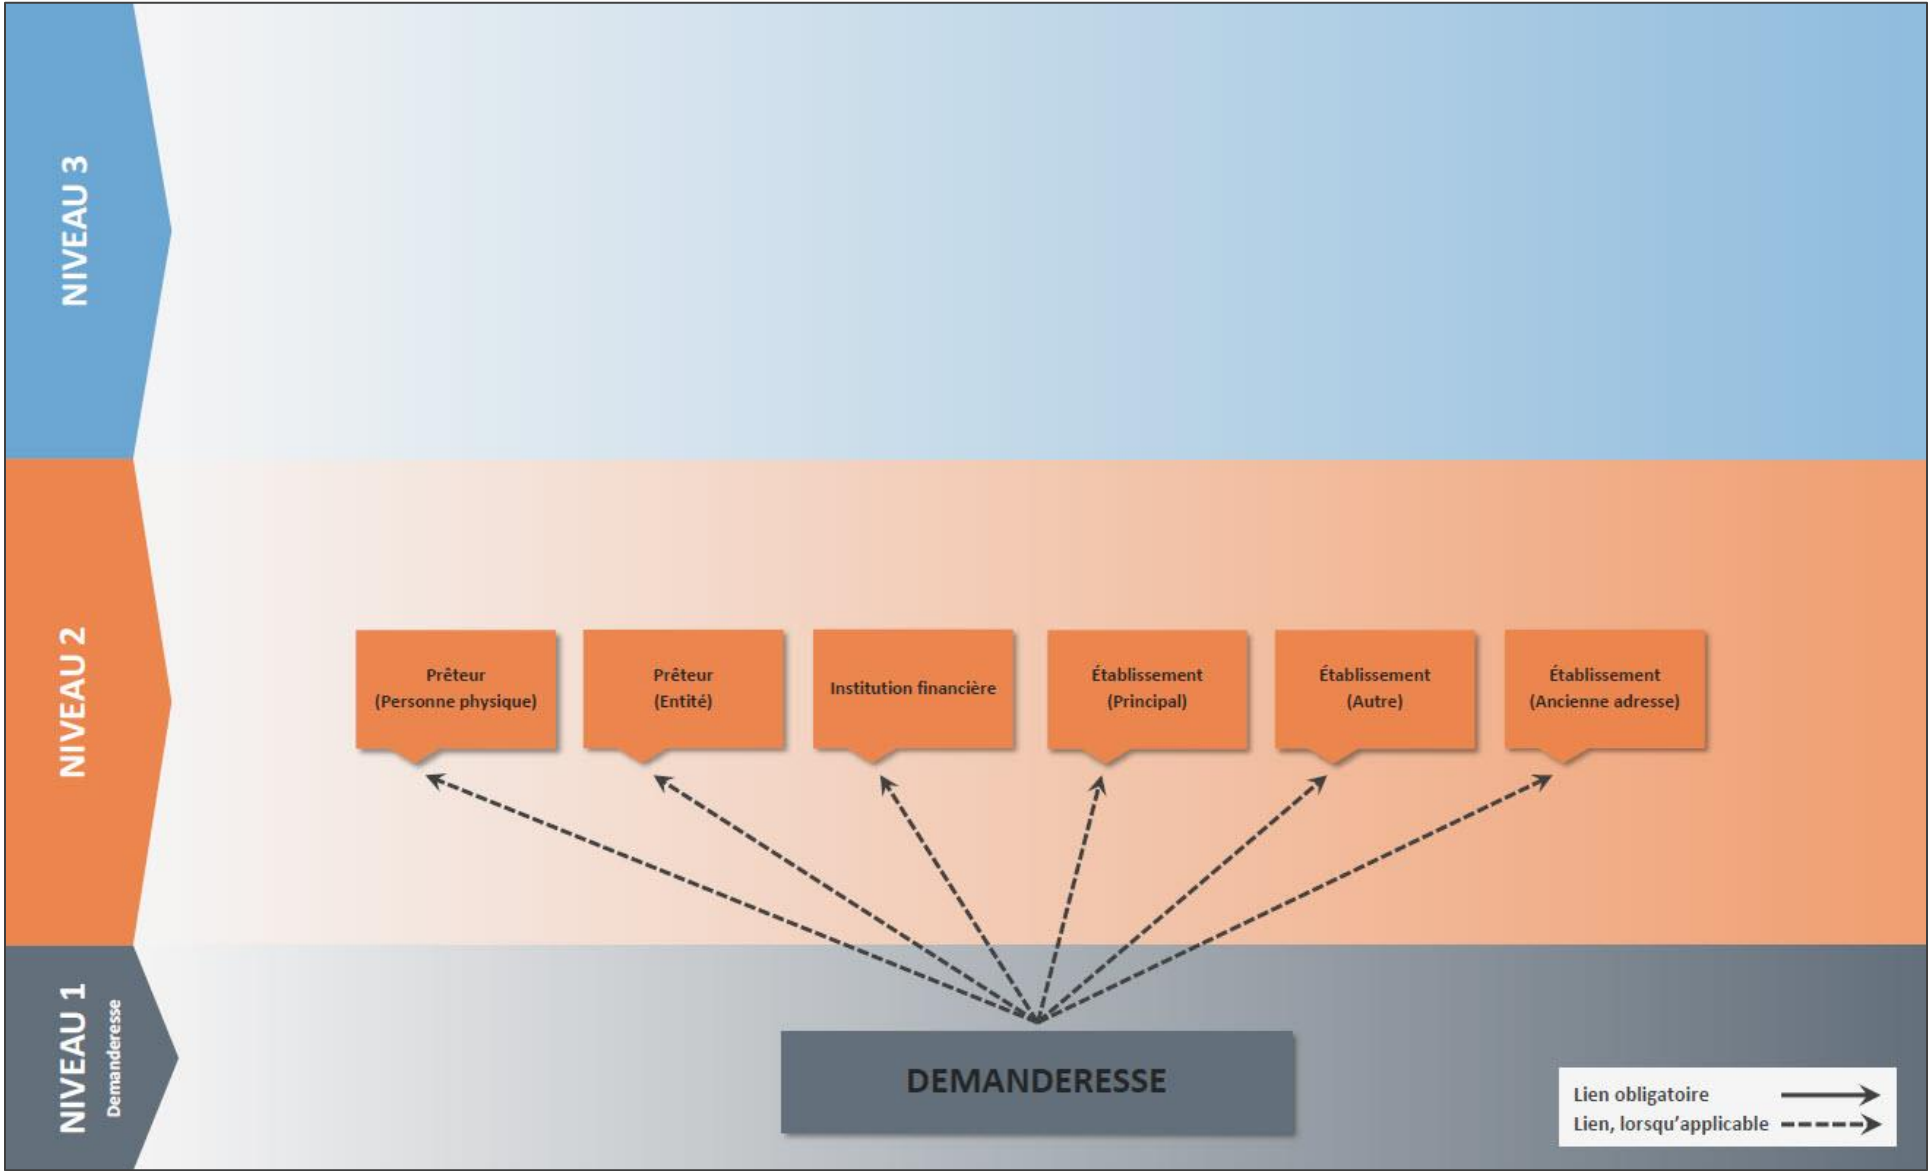 NIVEAU 3
NIVEAU 2
Prêteur
(Personne physique)
Prêteur
(Entité)
Institution financière
Établissement
(Principal)
Établissement
(Autre)
Établissement
(Ancienne adresse)
NIVEAU 1
Demanderesse
DEMANDERESSE
Lien obligatoire
Lien, lorsqu'applicable